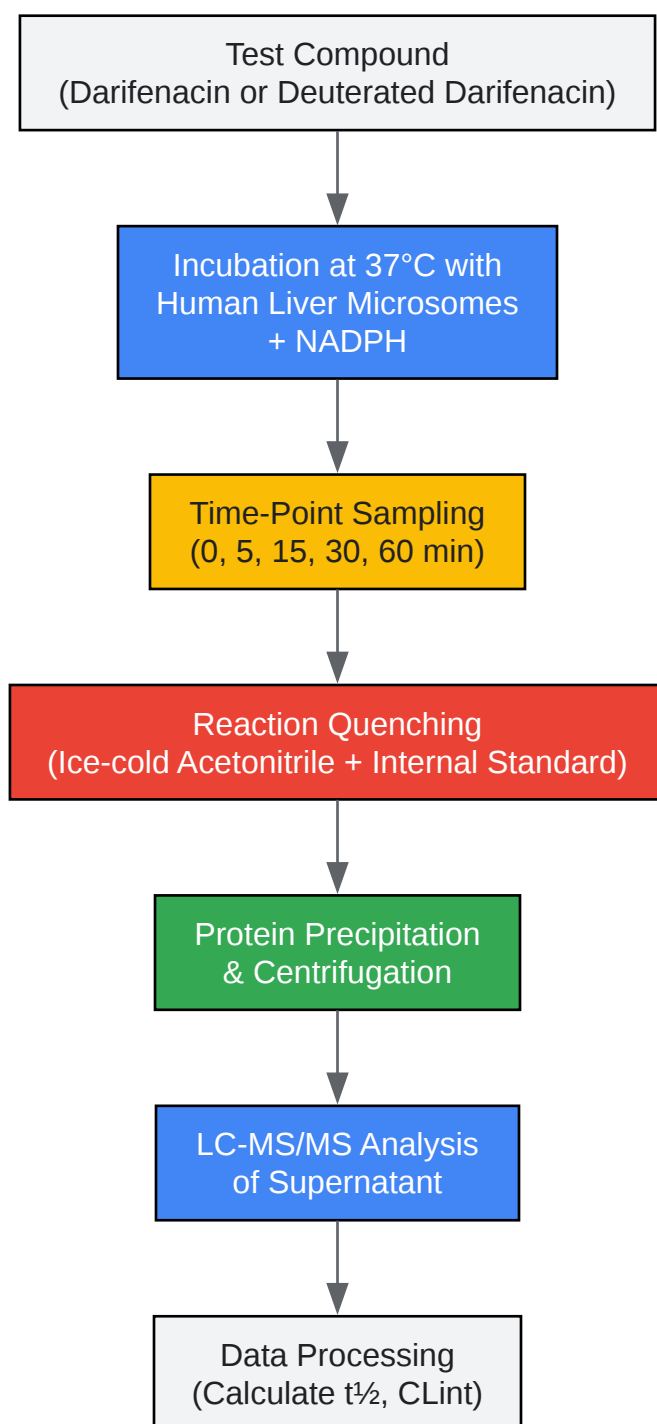 Test Compound
(Darifenacin or Deuterated Darifenacin)
Incubation at 37°C with
Human Liver Microsomes
+ NADPH
Time-Point Sampling
(0, 5, 15, 30, 60 min)
Reaction Quenching
(Ice-cold Acetonitrile + Internal Standard)
Protein Precipitation
& Centrifugation
LC-MS/MS Analysis
of Supernatant
Data Processing
(Calculate t½, CLint)